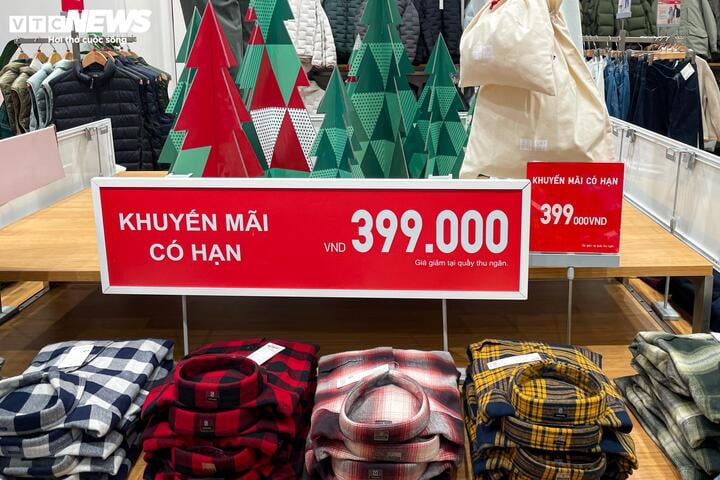 VTC NEWS
Hơi thở cuộc sống
KHUYẾN MÃI
CÓ HẠN
VND 399.000
Giá giảm tại quầy thu ngân.
KHUYẾN MÃI CÓ HẠN
399 000VND